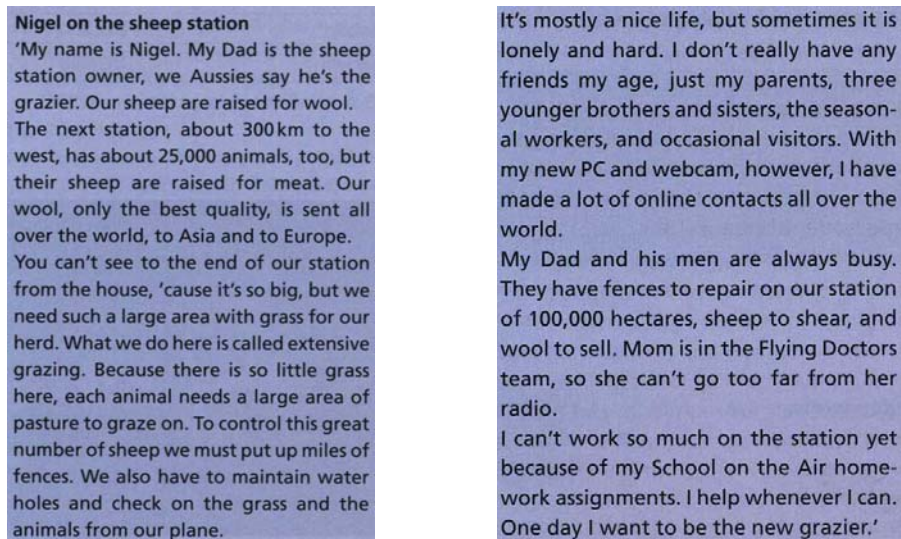 Nigel on the sheep station
'My name is Nigel. My Dad is the sheep
station owner, we Aussies say he's the
grazier. Our sheep are raised for wool.
The next station, about 300 km to the
west, has about 25,000 animals, too, but
their sheep are raised for meat. Our
wool, only the best quality, is sent all
over the world, to Asia and to Europe.
You can't see to the end of our station
from the house, 'cause it's so big, but we
need such a large area with grass for our
herd. What we do here is called extensive
grazing. Because there is so little grass
here, each animal needs a large area of
pasture to graze on. To control this great
number of sheep we must put up miles of
fences. We also have to maintain water
holes and check on the grass and the
animals from our plane.
It's mostly a nice life, but sometimes it is
lonely and hard. I don't really have any
friends my age, just my parents, three
younger brothers and sisters, the season-
al workers, and occasional visitors. With
my new PC and webcam, however, I have
made a lot of online contacts all over the
world.
My Dad and his men are always busy.
They have fences to repair on our station
of 100,000 hectares, sheep to shear, and
wool to sell. Mom is in the Flying Doctors
team, so she can't go too far from her
radio.
I can't work so much on the station yet
because of my School on the Air home-
work assignments. I help whenever I can.
One day I want to be the new grazier.'